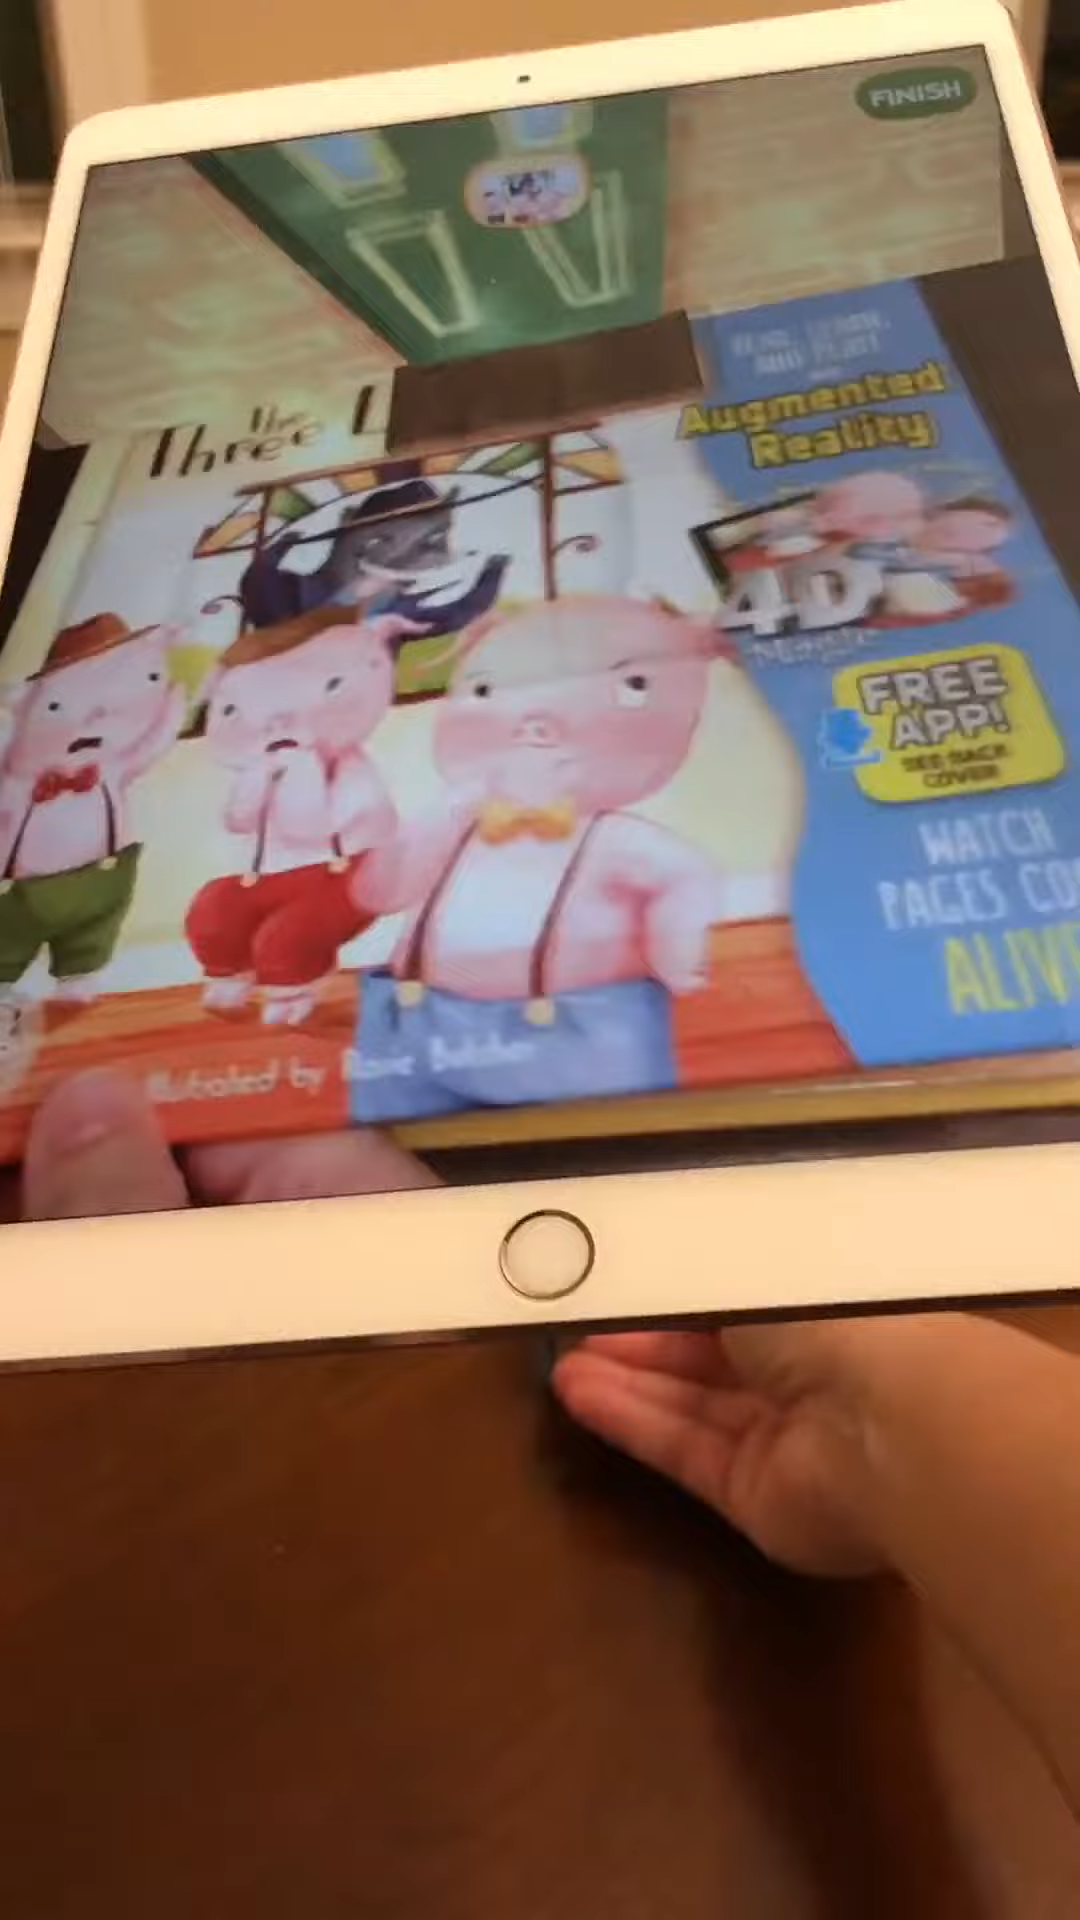 FINISH
The
Three L
READ, LEARN,
AND PLAY!
Augmented
Reality
4D
FREE
APP!
SEE BACK
COVER
WATCH
PAGES CO
ALIV
llustrated by